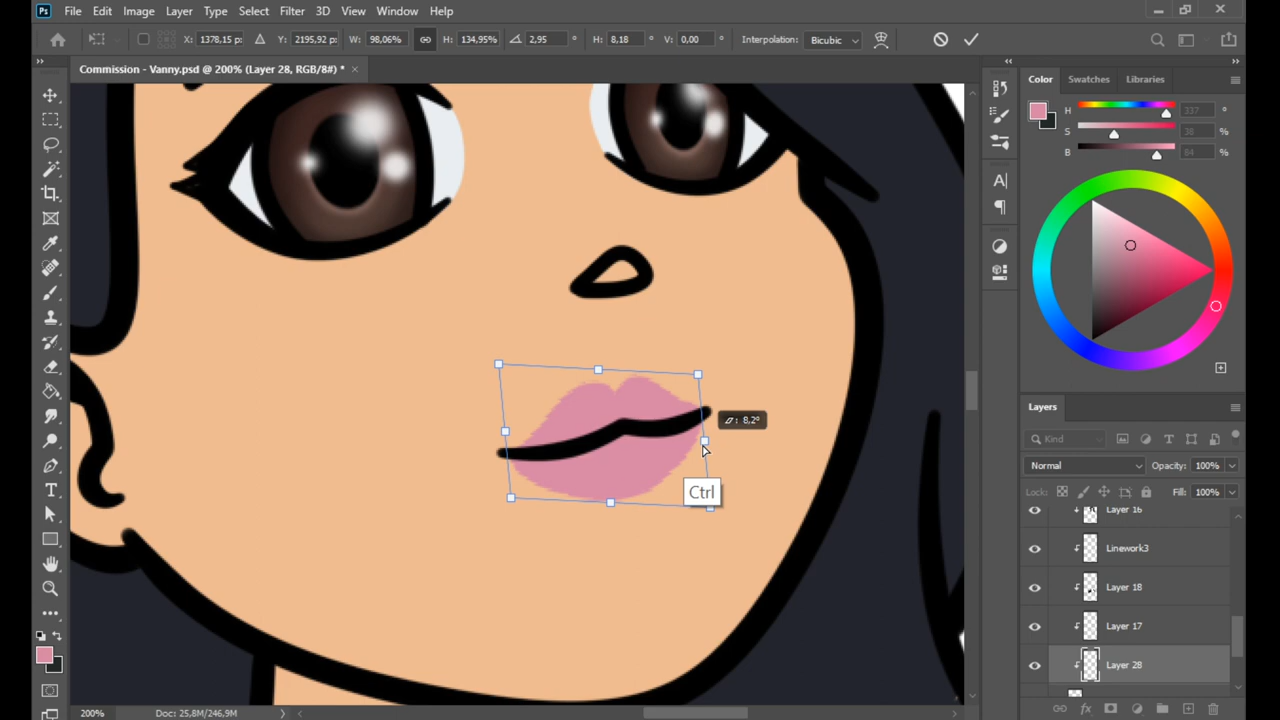 Ps File Edit Image Layer Type Select Filter 3D View Window Help
X: 1378,15 px Y: 2195,92 px W: 98,06% H: 134,95% 2,95 ° H: 8,18 ° V: 0,00 ° Interpolation: Bicubic
Commission - Vanny.psd @ 200% (Layer 28, RGB/8#) *
Color Swatches Libraries
H 337 °
S 38 %
B 84 %
8,2°
Ctrl
Layers
Kind
Normal Opacity: 100%
Lock: Fill: 100%
Layer 16
Linework3
Layer 18
Layer 17
Layer 28
200% Doc: 25,8M/246,9M